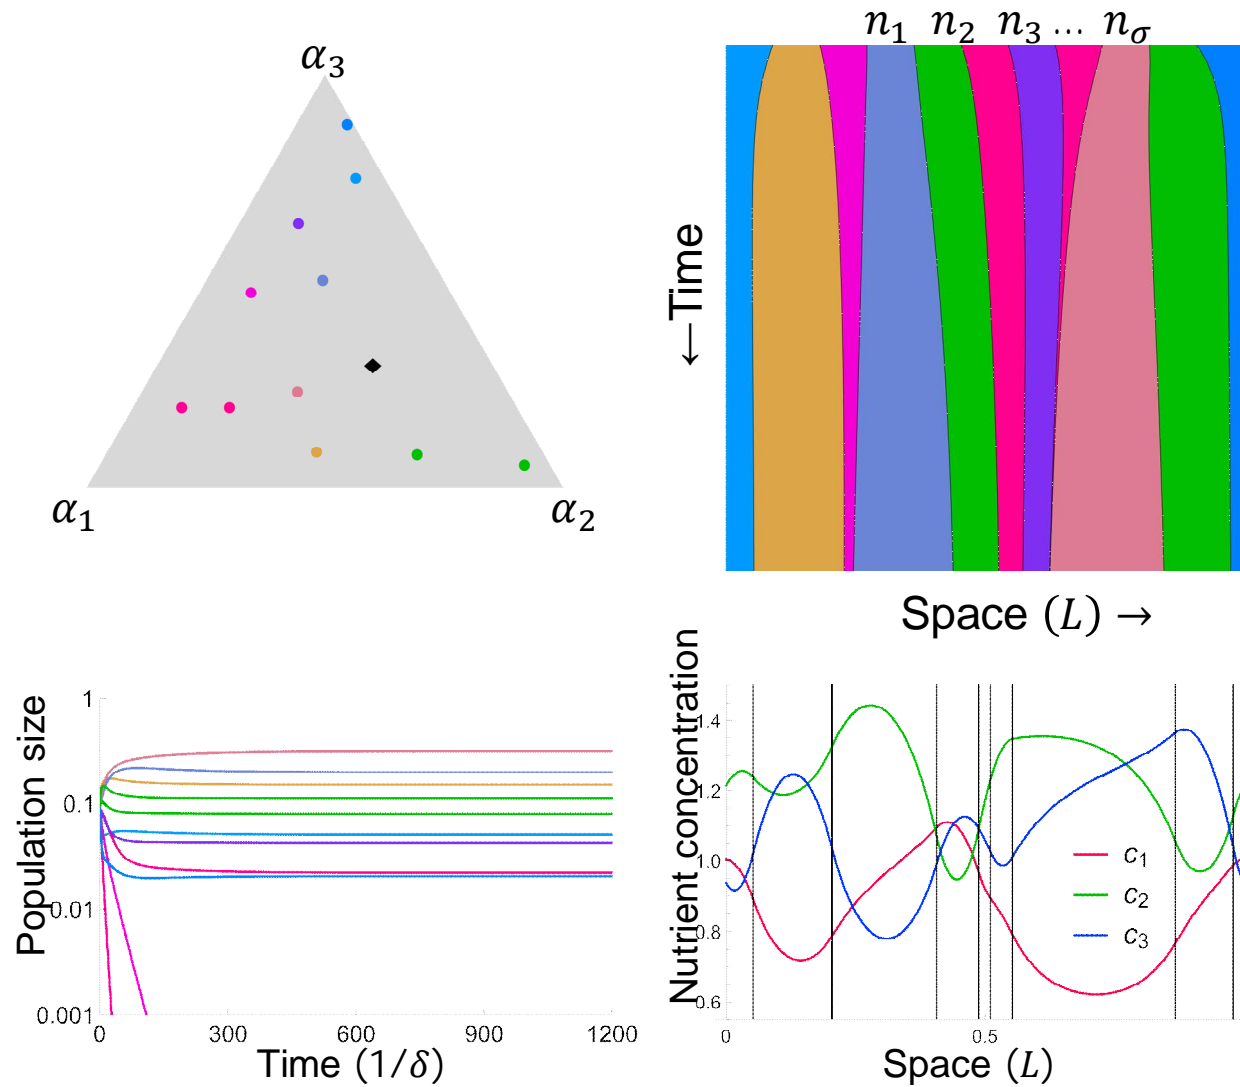 α₃
α₁
α₂
n₁ n₂ n₃ … n_σ
←Time
Space (L) →
Population size
1
0.1
0.01
0.001
0 300 600 900 1200
Time (1/δ)
Nutrient concentration
1.4
1.2
1.0
0.8
0.6
c₁
c₂
c₃
0 0.5
Space (L)